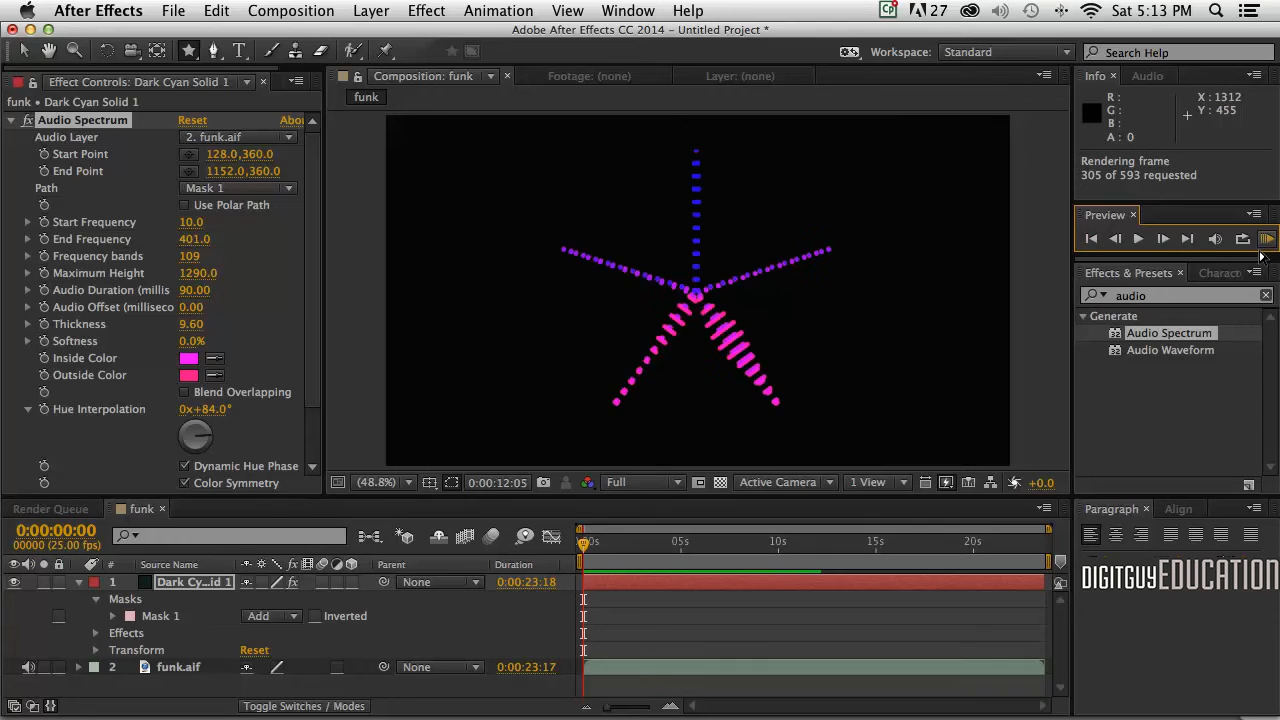 After Effects File Edit Composition Layer Effect Animation View Window Help 27 Sat 5:13 PM
Adobe After Effects CC 2014 - Untitled Project *
Workspace: Standard Search Help
Effect Controls: Dark Cyan Solid 1
Composition: funk Footage: (none) Layer: (none)
Info Audio
funk • Dark Cyan Solid 1
funk
R : X : 1312
G : Y : 455
B :
A : 0
Audio Spectrum Reset Abou
Audio Layer 2. funk.aif
Start Point 128.0,360.0
End Point 1152.0,360.0
Path Mask 1
Use Polar Path
Start Frequency 10.0
End Frequency 401.0
Frequency bands 109
Maximum Height 1290.0
Audio Duration (millis 90.00
Audio Offset (millisecо 0.00
Thickness 9.60
Softness 0.0%
Inside Color
Outside Color
Blend Overlapping
Hue Interpolation 0x+84.0°
Dynamic Hue Phase
Color Symmetry
Rendering frame
305 of 593 requested
Preview
Effects & Presets Charact
audio
Generate
32 Audio Spectrum
32 Audio Waveform
(48.8%) 0:00:12:05 Full Active Camera 1 View +0.0
Render Queue funk
Paragraph Align
0:00:00:00
00000 (25.00 fps)
00s 05s 10s 15s 20s
# Source Name fx Parent Duration
1 Dark Cy...id 1 fx None 0:00:23:18
Masks
Mask 1 Add Inverted
Effects
Transform Reset
2 funk.aif None 0:00:23:17
Toggle Switches / Modes
DIGITGUYEDUCATION